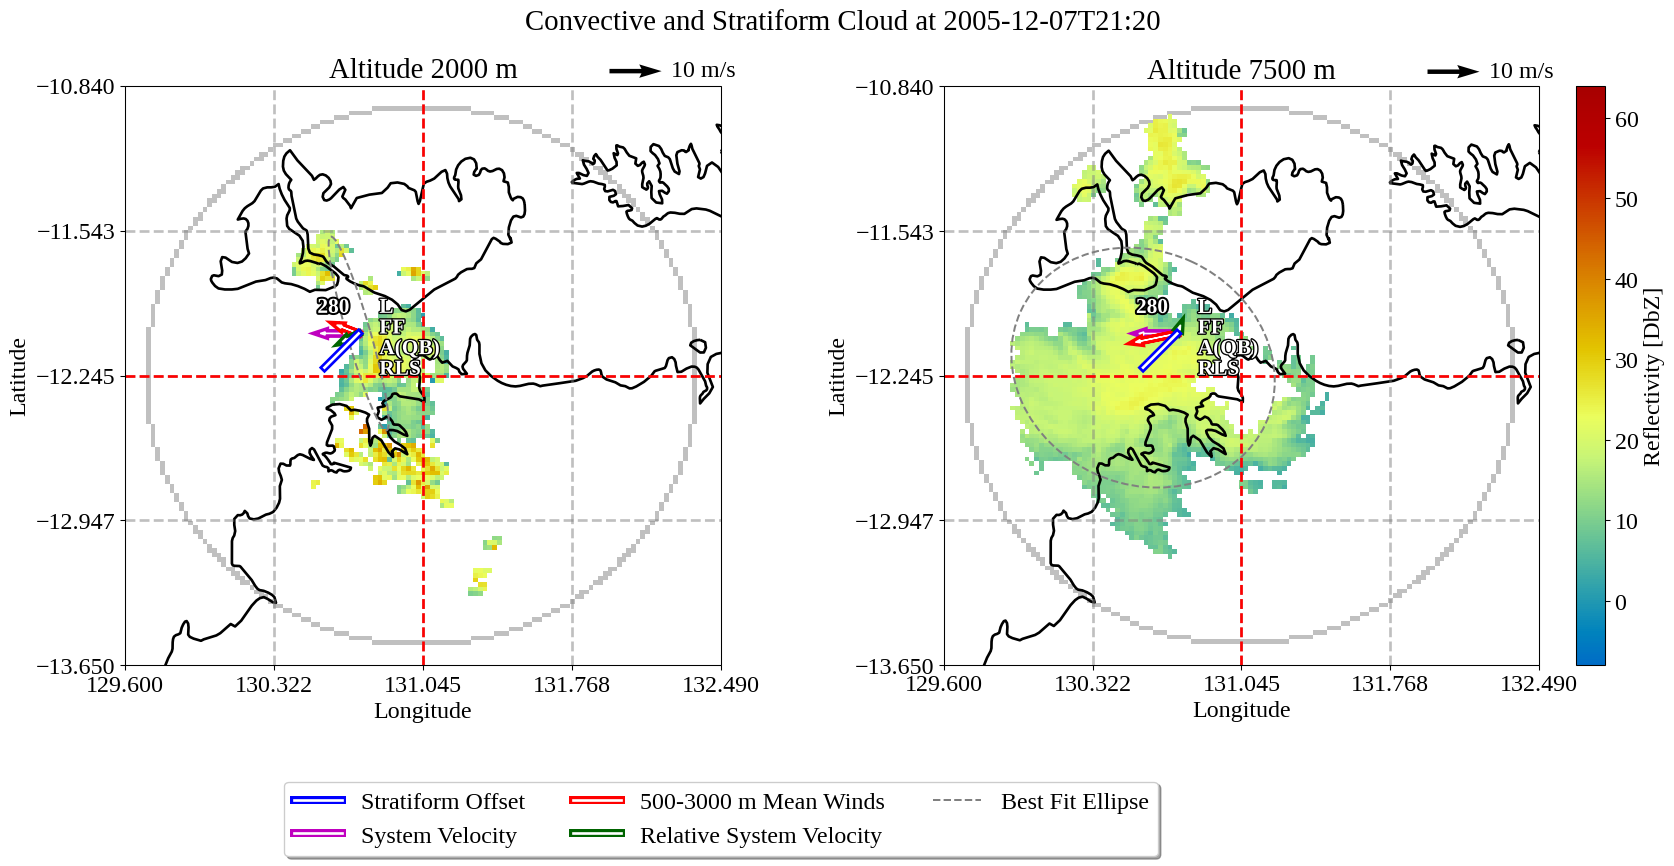 Convective and Stratiform Cloud at 2005-12-07T21:20
Altitude 2000 m
10 m/s
−10.840
−11.543
−12.245
−12.947
−13.650
Latitude
280
L
FF
A(QB)
RLS
129.600
130.322
131.045
131.768
132.490
Longitude
Altitude 7500 m
10 m/s
−10.840
−11.543
−12.245
−12.947
−13.650
Latitude
280
L
FF
A(QB)
RLS
129.600
130.322
131.045
131.768
132.490
Longitude
60
50
40
30
20
10
0
Reflectivity [DbZ]
Stratiform Offset
System Velocity
500-3000 m Mean Winds
Relative System Velocity
Best Fit Ellipse